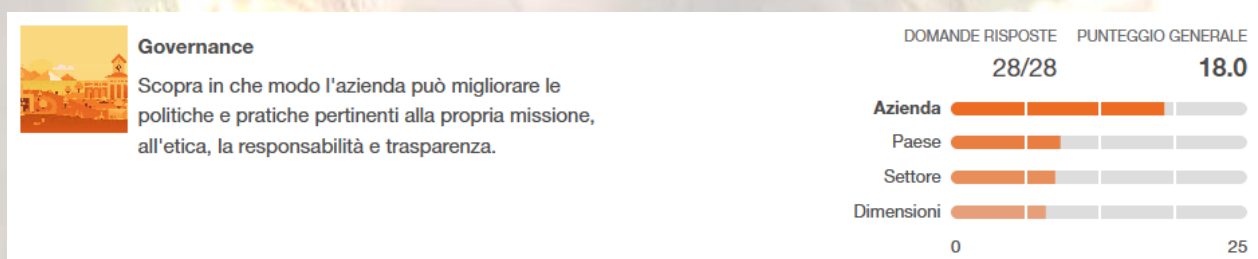 Governance
Scopra in che modo l'azienda può migliorare le
politiche e pratiche pertinenti alla propria missione,
all'etica, la responsabilità e trasparenza.
DOMANDE RISPOSTE PUNTEGGIO GENERALE
28/28 18.0
Azienda
Paese
Settore
Dimensioni
0 25